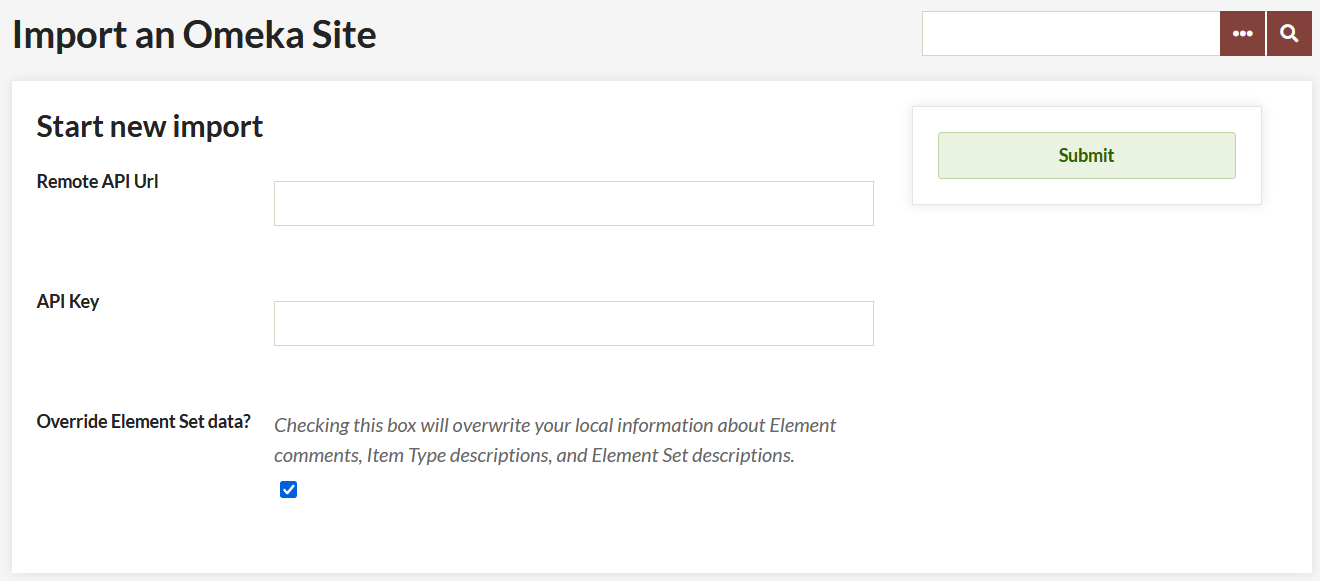 Import an Omeka Site
Start new import
Submit
Remote API Url
API Key
Override Element Set data?
Checking this box will overwrite your local information about Element
comments, Item Type descriptions, and Element Set descriptions.